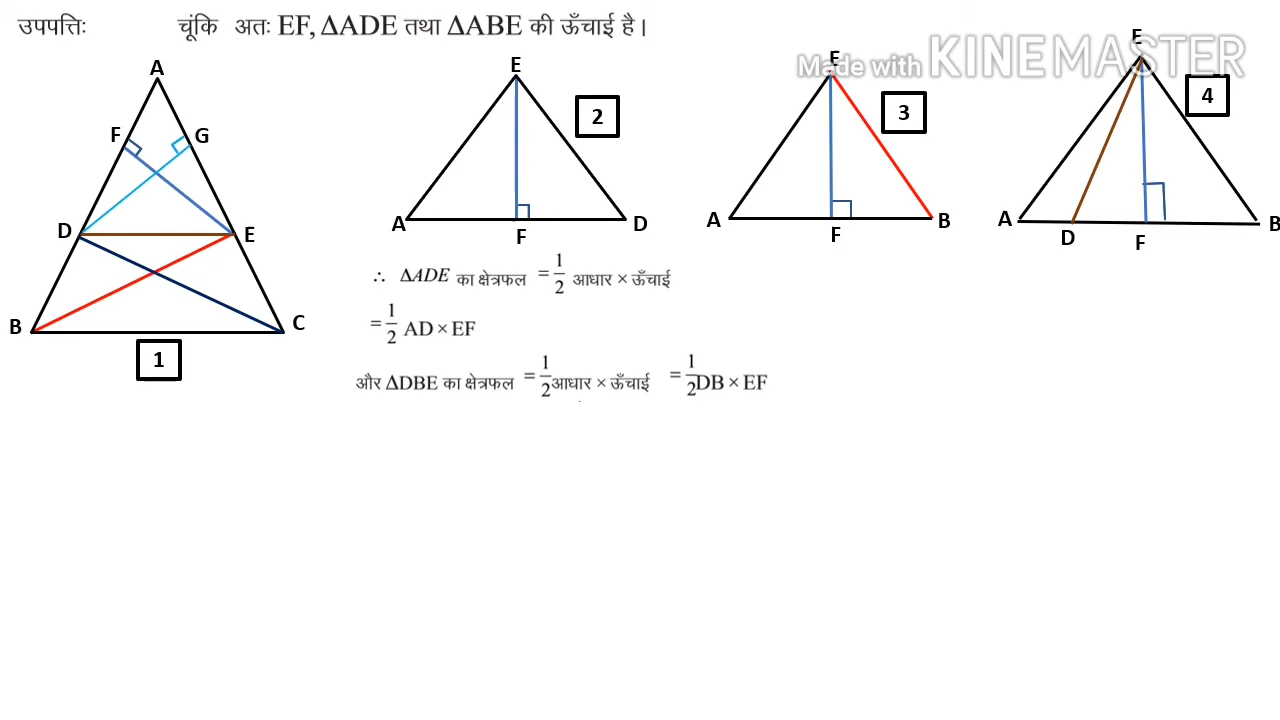 उपपत्तिः चूंकि अतः EF, ΔADE तथा ΔABE की ऊँचाई है।
Made with KINEMASTER
A
F G
D E
B C
1
E
2
A F D
E
3
A F B
E
4
A D F B
∴ ΔADE का क्षेत्रफल = 1/2 आधार × ऊँचाई
= 1/2 AD × EF
और ΔDBE का क्षेत्रफल = 1/2 आधार × ऊँचाई = 1/2 DB × EF